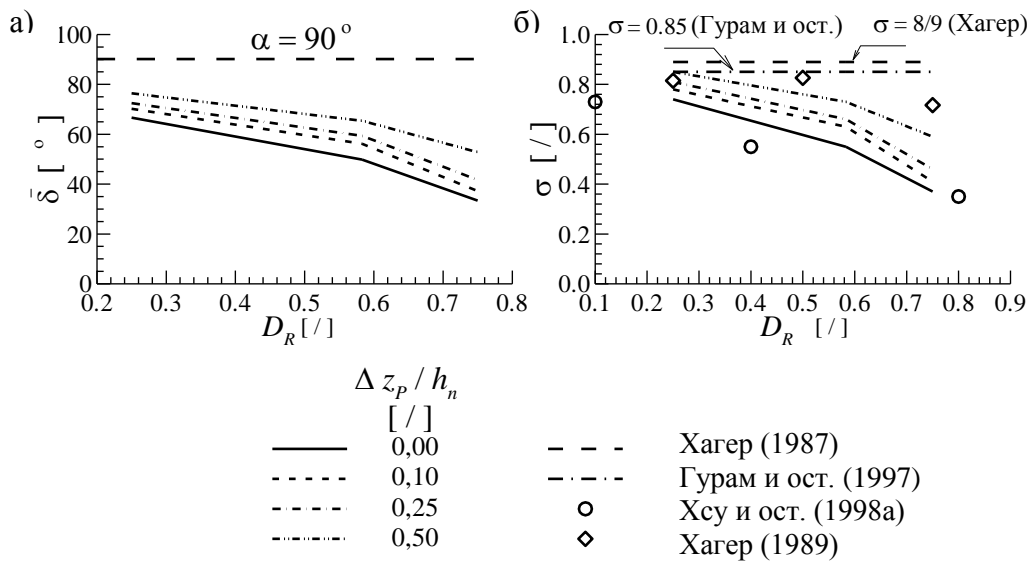 а)
α = 90 °
100
80
60
40
20
0
δ̄ [ ° ]
0.2 0.3 0.4 0.5 0.6 0.7 0.8
D_R [ / ]
б)
σ = 0.85 (Гурам и ост.)
σ = 8/9 (Хагер)
1.0
0.8
0.6
0.4
0.2
0.0
σ [ / ]
0.1 0.2 0.3 0.4 0.5 0.6 0.7 0.8 0.9
D_R [ / ]
Δ z_P / h_n
[ / ]
0,00
0,10
0,25
0,50
Хагер (1987)
Гурам и ост. (1997)
Хсу и ост. (1998а)
Хагер (1989)